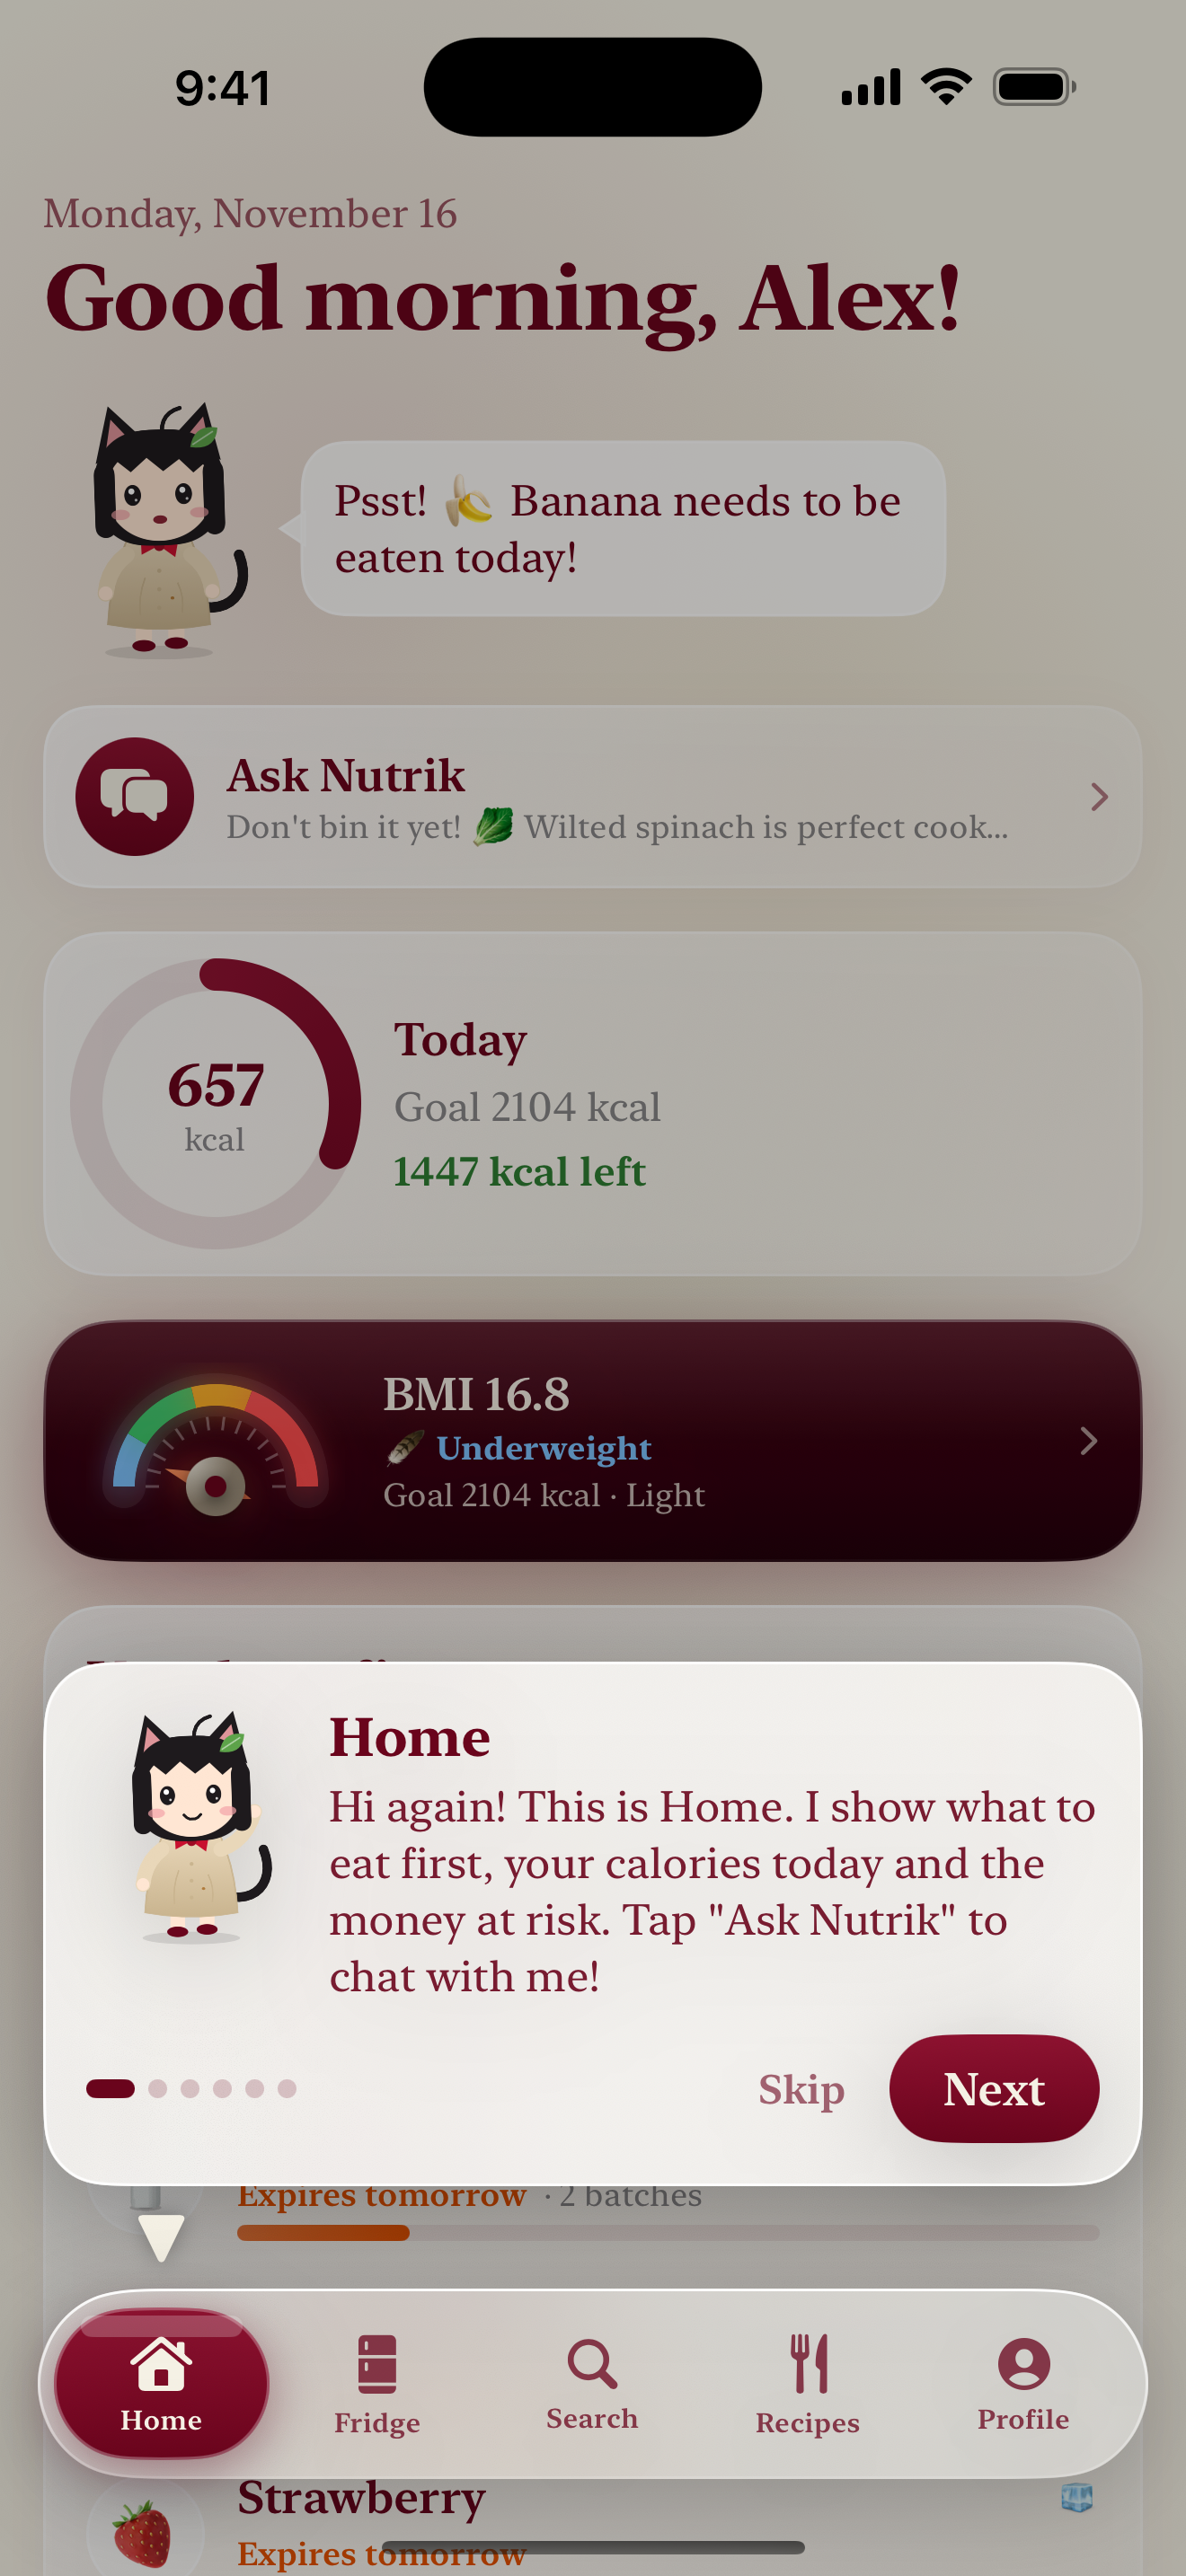 9:41
Monday, November 16
Good morning, Alex!
Psst! 🍌 Banana needs to be
eaten today!
Ask Nutrik
Don't bin it yet! 🥬 Wilted spinach is perfect cook...
657
kcal
Today
Goal 2104 kcal
1447 kcal left
BMI 16.8
🪶 Underweight
Goal 2104 kcal · Light
Home
Hi again! This is Home. I show what to
eat first, your calories today and the
money at risk. Tap "Ask Nutrik" to
chat with me!
Skip
Next
Expires tomorrow · 2 batches
Home
Fridge
Search
Recipes
Profile
Strawberry
Expires tomorrow